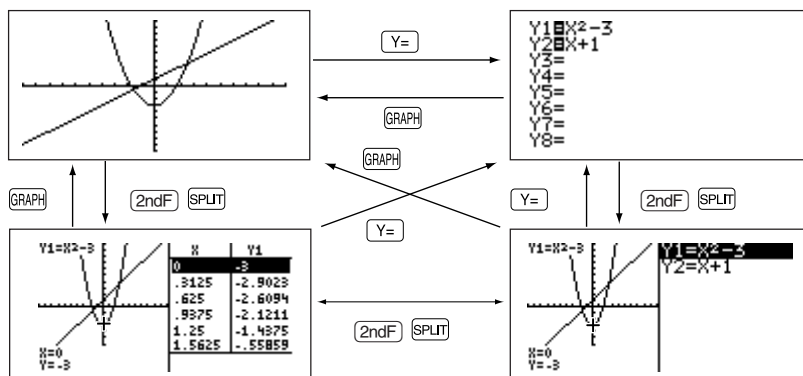 Y=
GRAPH
Y1=X²-3
Y2=X+1
Y3=
Y4=
Y5=
Y6=
Y7=
Y8=
GRAPH
2ndF SPLIT
GRAPH
Y=
Y=
2ndF SPLIT
Y1=X²-3
X=0
Y=-3
X Y1
0 -3
.3125 -2.9023
.625 -2.6094
.9375 -2.1211
1.25 -1.4375
1.5625 -.55859
2ndF SPLIT
Y1=X²-3
X=0
Y=-3
Y1=X²-3
Y2=X+1